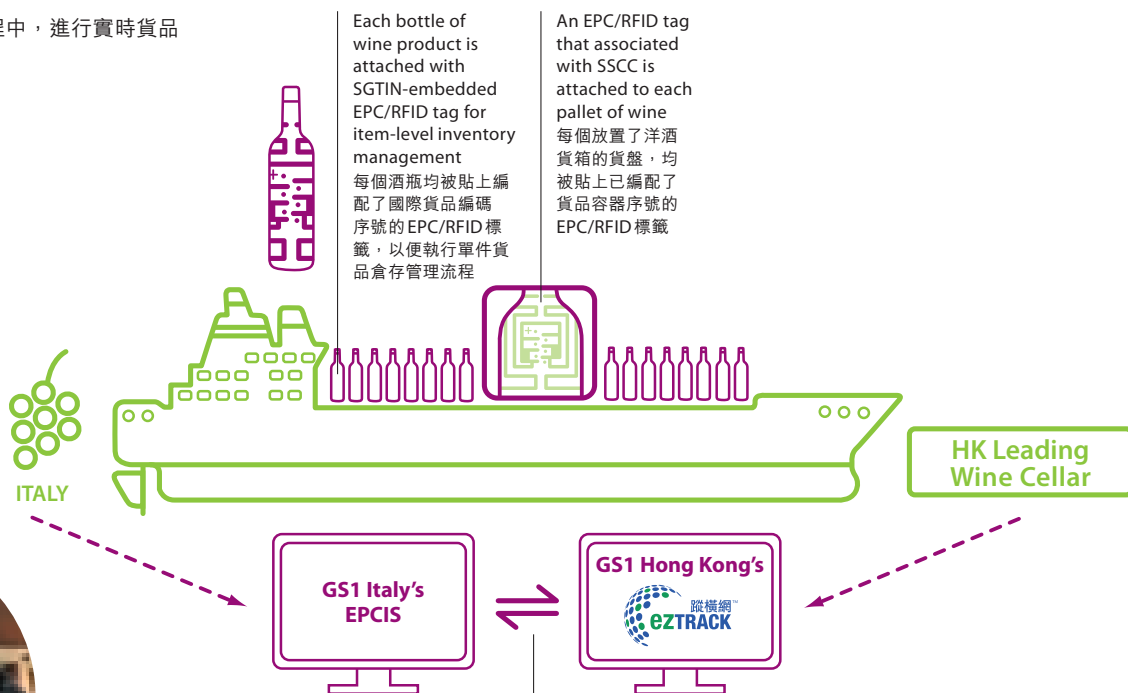 程中，進行實時貨品
Each bottle of
wine product is
attached with
SGTIN-embedded
EPC/RFID tag for
item-level inventory
management
每個酒瓶均被貼上編
配了國際貨品編碼
序號的EPC/RFID標
籤，以便執行單件貨
品倉存管理流程
An EPC/RFID tag
that associated
with SSCC is
attached to each
pallet of wine
每個放置了洋酒
貨箱的貨盤，均
被貼上已編配了
貨品容器序號的
EPC/RFID標籤
ITALY
HK Leading
Wine Cellar
GS1 Italy's
EPCIS
GS1 Hong Kong's
蹤橫網™
ezTRACK